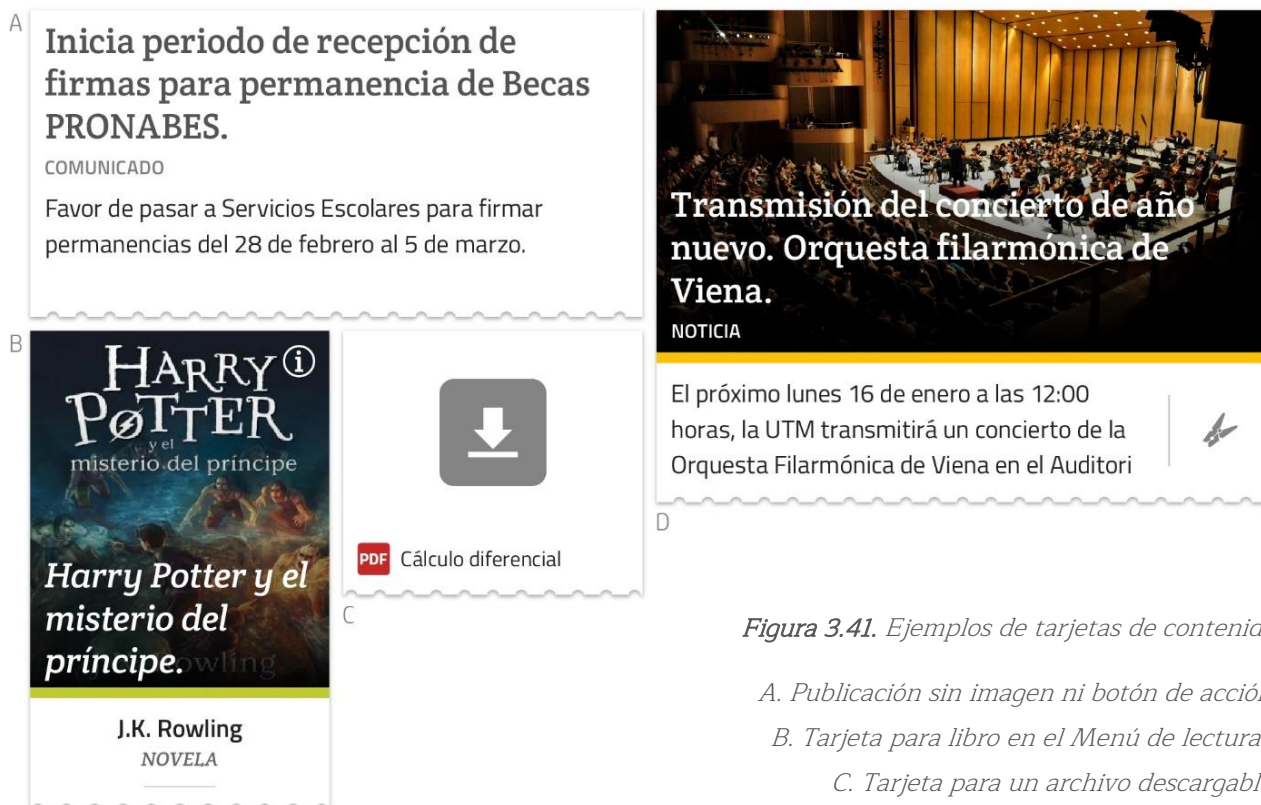 A
Inicia periodo de recepción de
firmas para permanencia de Becas
PRONABES.
COMUNICADO
Favor de pasar a Servicios Escolares para firmar
permanencias del 28 de febrero al 5 de marzo.
B
HARRY
POTTER
y el
misterio del príncipe
i
Harry Potter y el
misterio del
príncipe.
J.K. Rowling
NOVELA
PDF Cálculo diferencial
C
Transmisión del concierto de año
nuevo. Orquesta filarmónica de
Viena.
NOTICIA
El próximo lunes 16 de enero a las 12:00
horas, la UTM transmitirá un concierto de la
Orquesta Filarmónica de Viena en el Auditori
D
Figura 3.41. Ejemplos de tarjetas de contenid
A. Publicación sin imagen ni botón de acció
B. Tarjeta para libro en el Menú de lectura
C. Tarjeta para un archivo descargabl